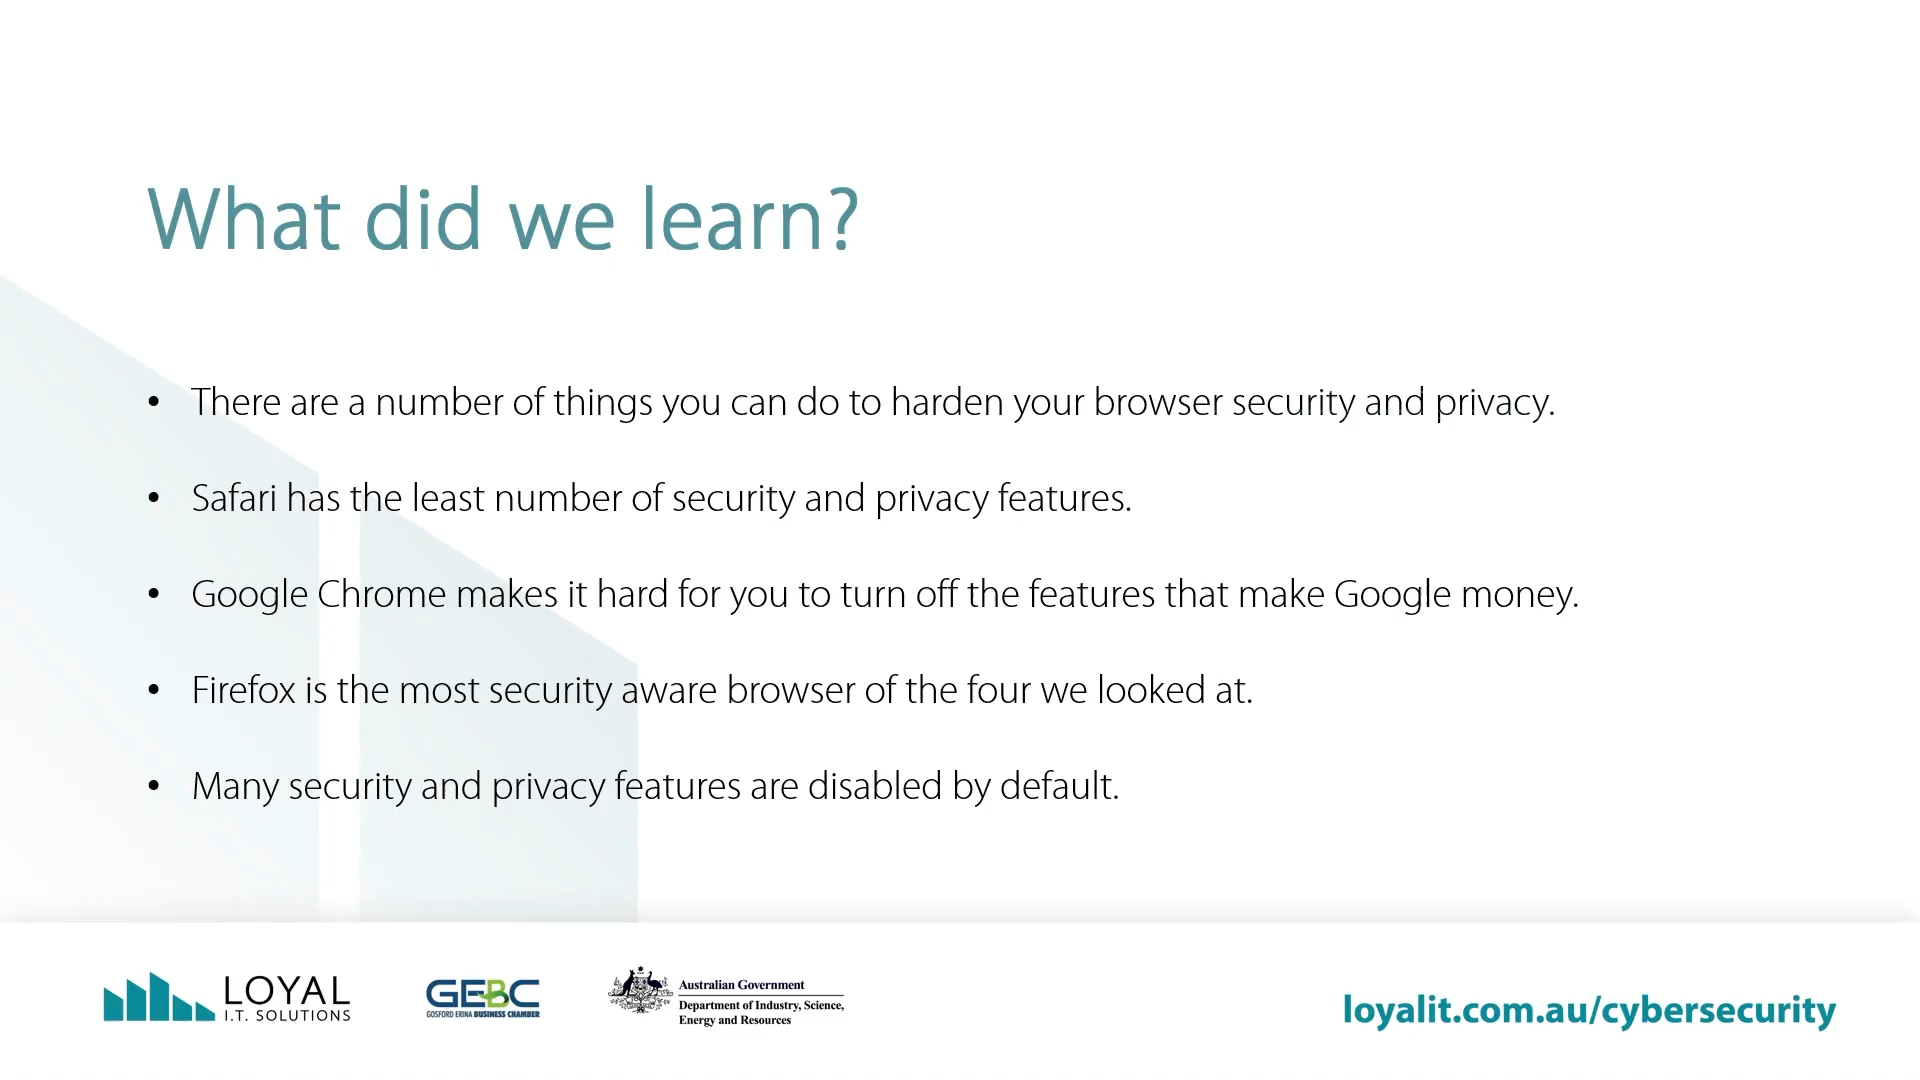 What did we learn?
• There are a number of things you can do to harden your browser security and privacy.
• Safari has the least number of security and privacy features.
• Google Chrome makes it hard for you to turn off the features that make Google money.
• Firefox is the most security aware browser of the four we looked at.
• Many security and privacy features are disabled by default.
LOYAL
I.T. SOLUTIONS
GEBC
GOSFORD ERINA BUSINESS CHAMBER
Australian Government
Department of Industry, Science,
Energy and Resources
loyalit.com.au/cybersecurity